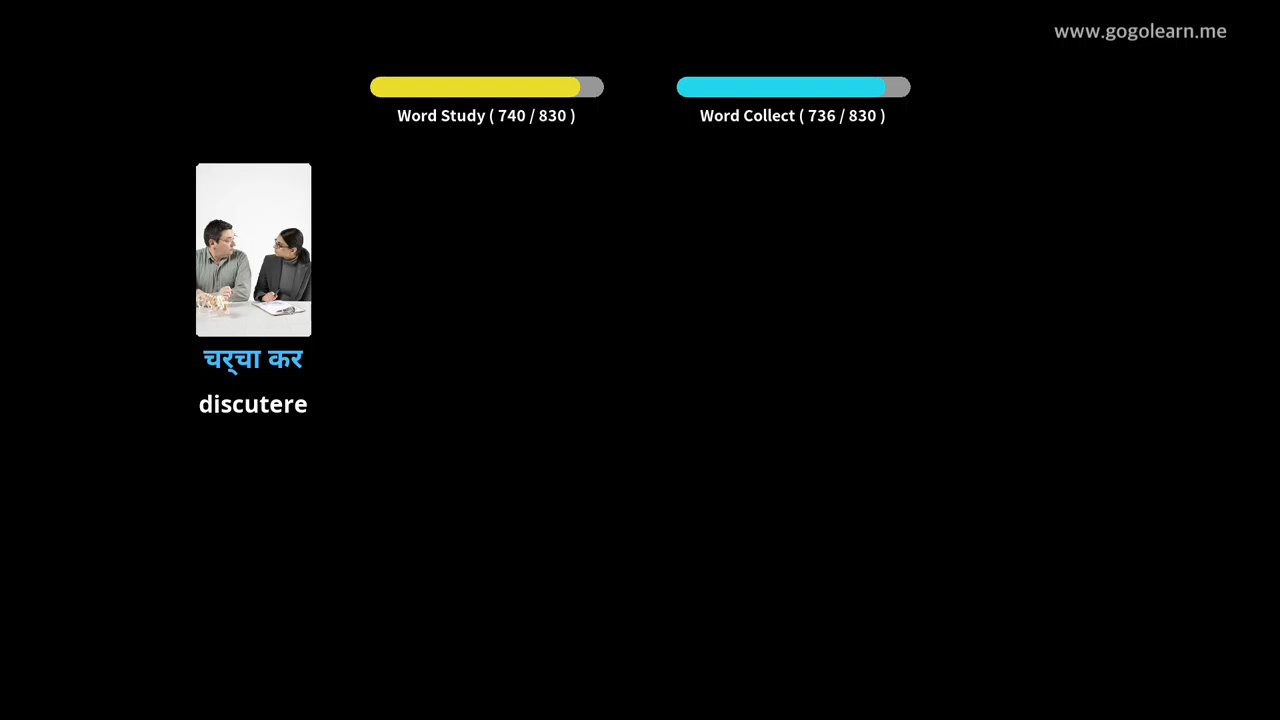 www.gogolearn.me
Word Study ( 740 / 830 )
Word Collect ( 736 / 830 )
चर्‌चा कर
discutere